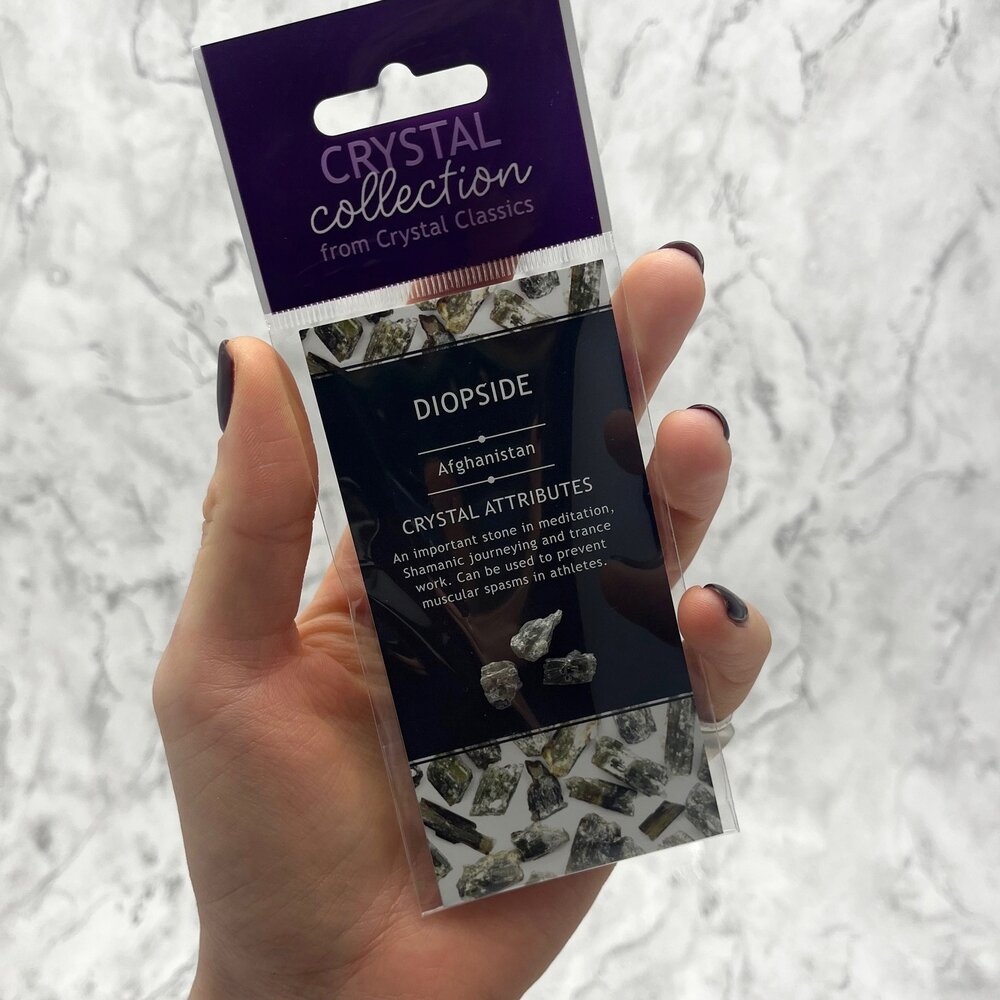 CRYSTAL
collection
from Crystal Classics
DIOPSIDE
Afghanistan
CRYSTAL ATTRIBUTES
An important stone in meditation,
Shamanic journeying and trance
work. Can be used to prevent
muscular spasms in athletes.